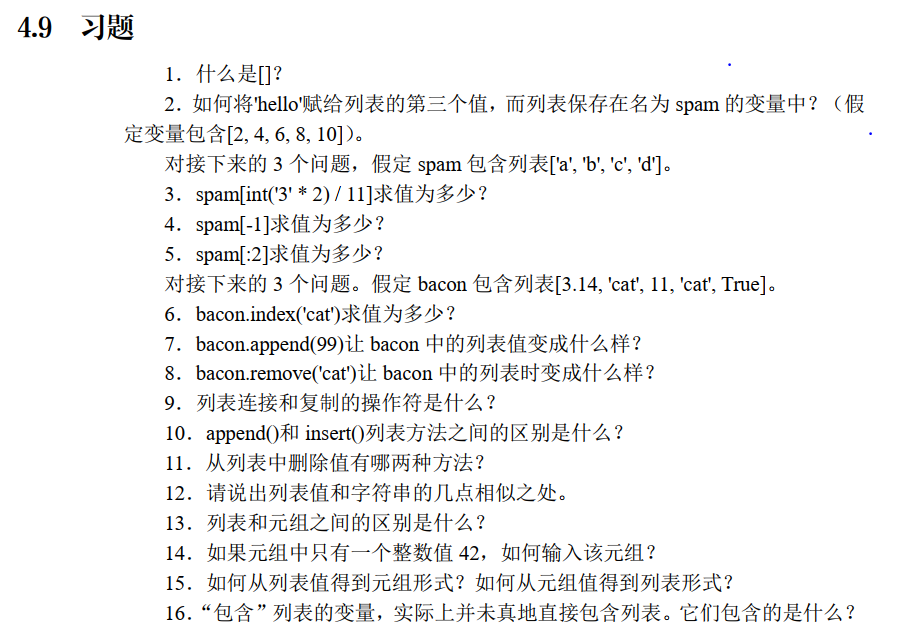 4.9 习题
1．什么是[]？
2．如何将'hello'赋给列表的第三个值，而列表保存在名为 spam 的变量中？（假
定变量包含[2, 4, 6, 8, 10]）。
对接下来的 3 个问题，假定 spam 包含列表['a', 'b', 'c', 'd']。
3．spam[int('3' * 2) / 11]求值为多少？
4．spam[-1]求值为多少？
5．spam[:2]求值为多少？
对接下来的 3 个问题。假定 bacon 包含列表[3.14, 'cat', 11, 'cat', True]。
6．bacon.index('cat')求值为多少？
7．bacon.append(99)让 bacon 中的列表值变成什么样？
8．bacon.remove('cat')让 bacon 中的列表时变成什么样？
9．列表连接和复制的操作符是什么？
10．append()和 insert()列表方法之间的区别是什么？
11．从列表中删除值有哪两种方法？
12．请说出列表值和字符串的几点相似之处。
13．列表和元组之间的区别是什么？
14．如果元组中只有一个整数值 42，如何输入该元组？
15．如何从列表值得到元组形式？如何从元组值得到列表形式？
16．“包含”列表的变量，实际上并未真地直接包含列表。它们包含的是什么？